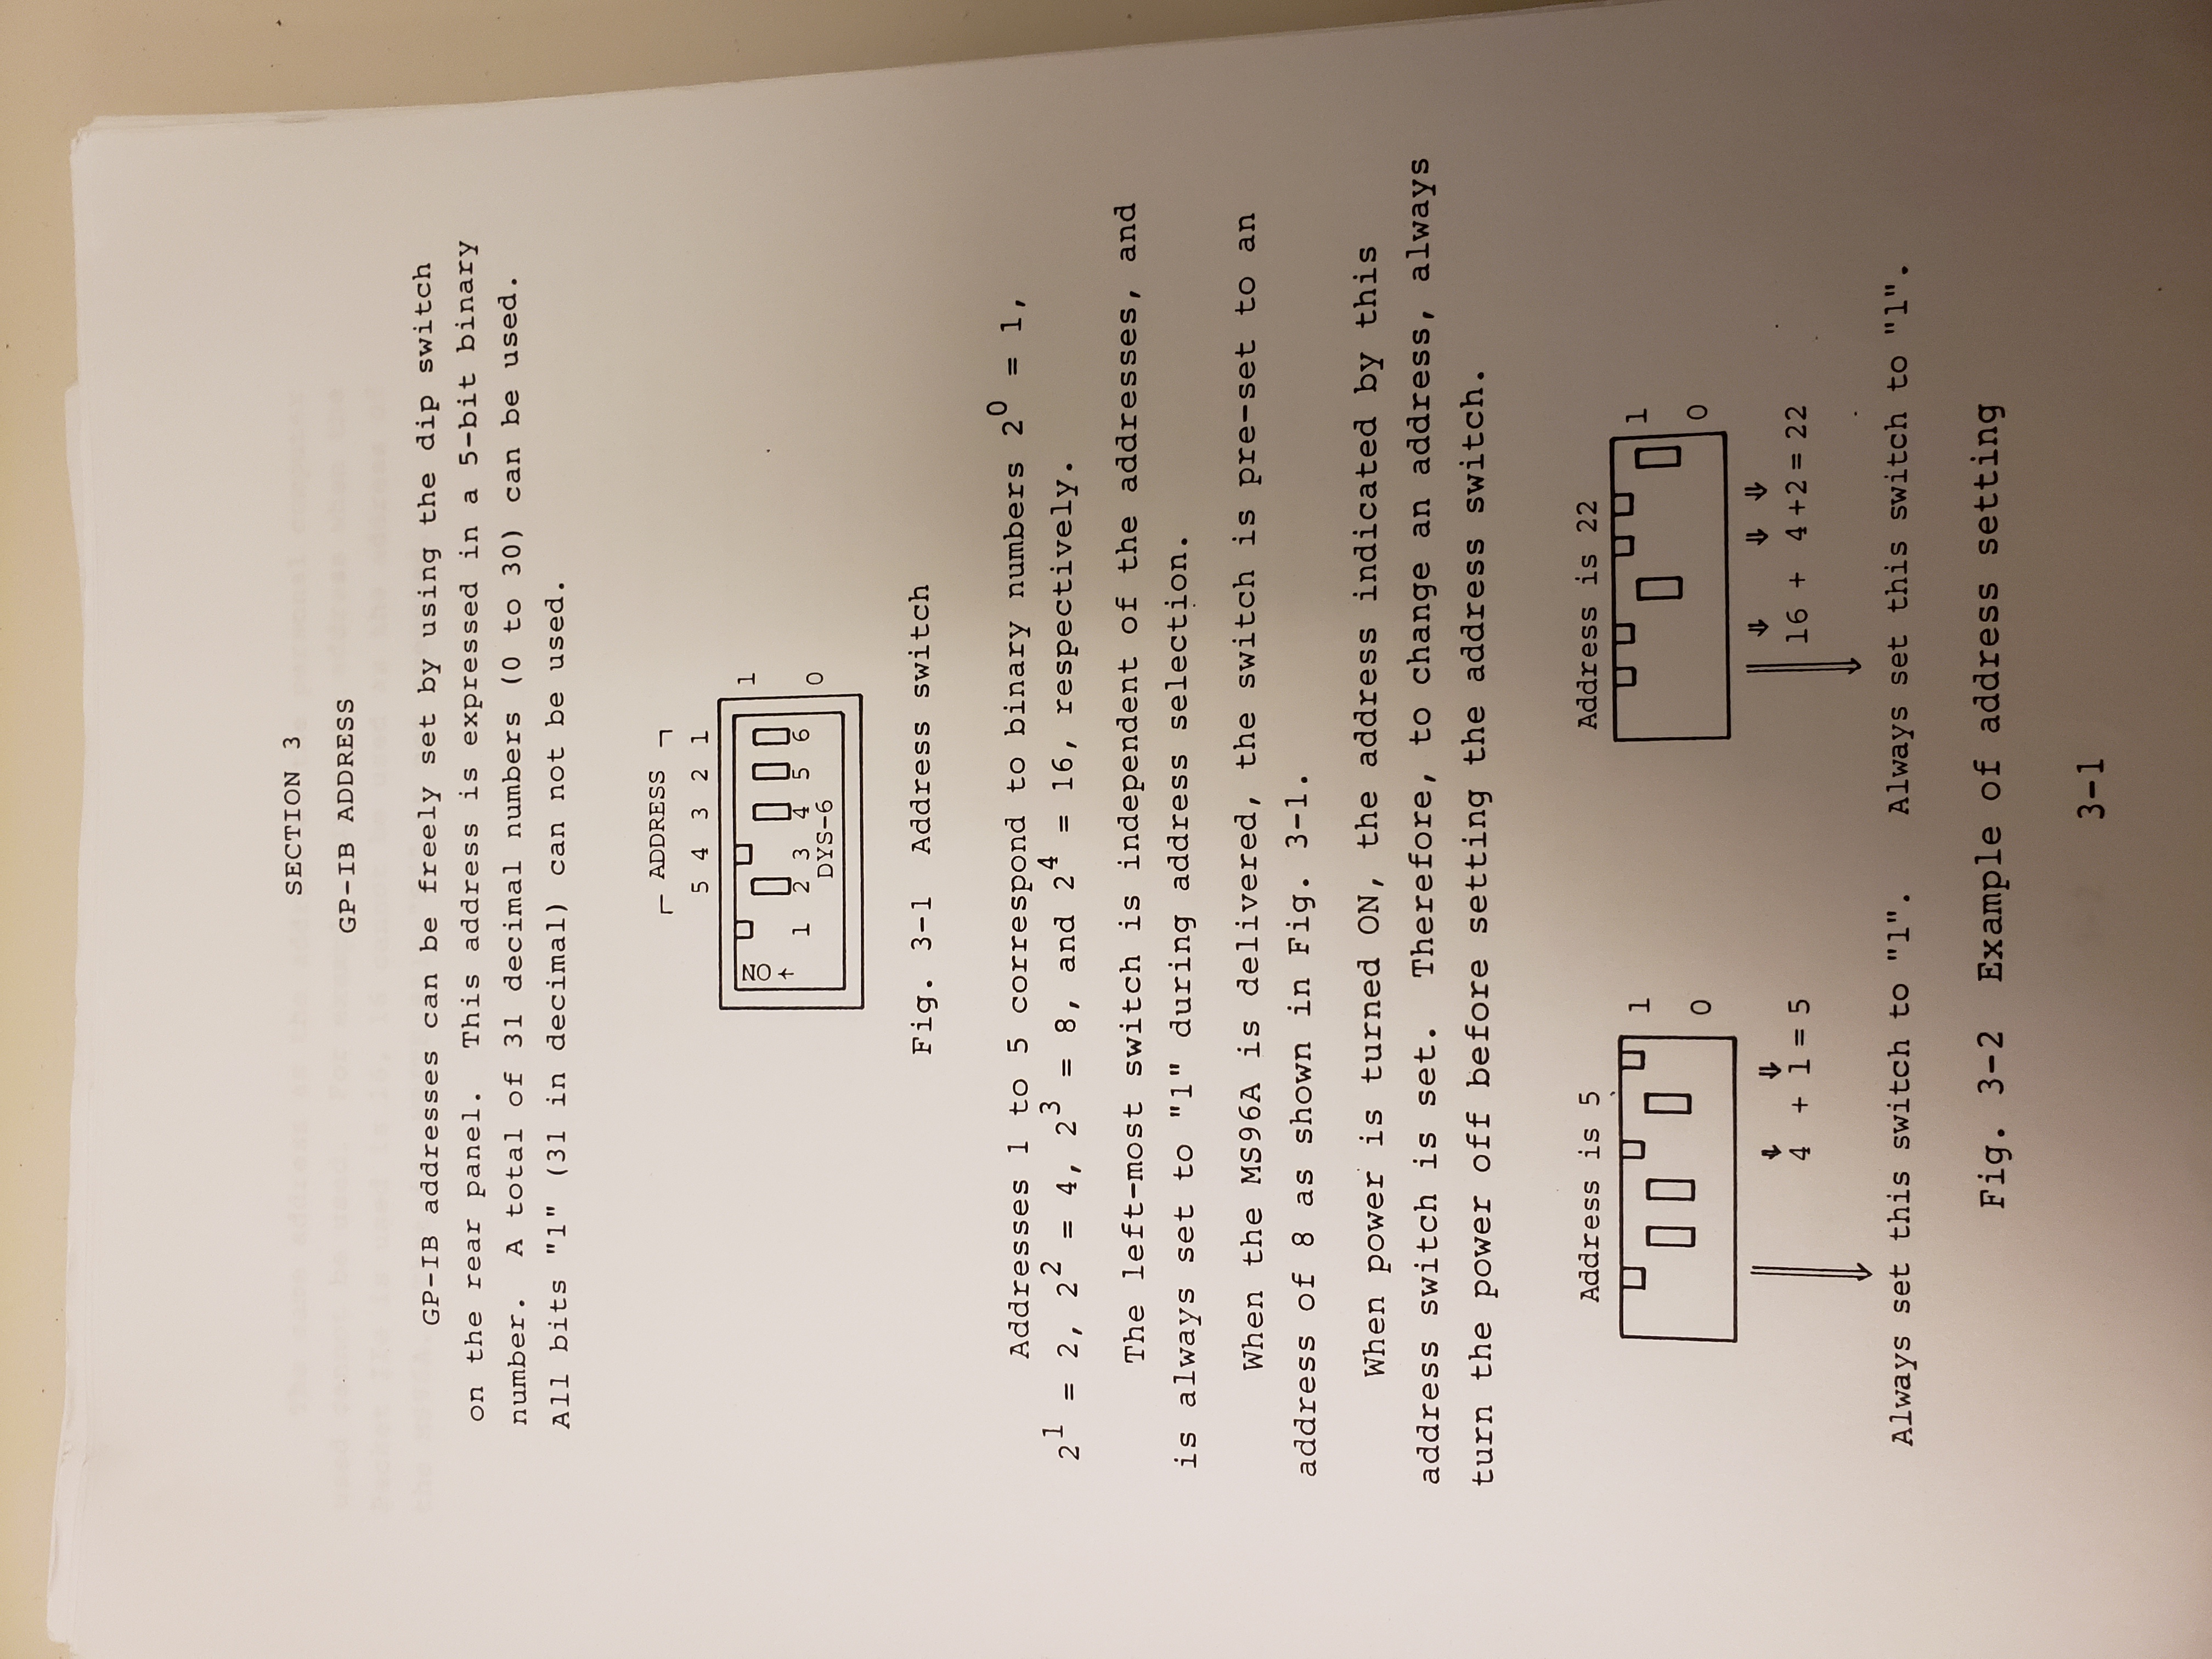 SECTION 3
GP-IB ADDRESS
GP-IB addresses can be freely set by using the dip switch
on the rear panel. This address is expressed in a 5-bit binary
number. A total of 31 decimal numbers (0 to 30) can be used.
All bits "1" (31 in decimal) can not be used.
ADDRESS
5 4 3 2 1
ON →
1
1 2 3 4 5 6
0
DYS-6
Fig. 3-1 Address switch
Addresses 1 to 5 correspond to binary numbers 2⁰ = 1,
2¹ = 2, 2² = 4, 2³ = 8, and 2⁴ = 16, respectively.
The left-most switch is independent of the addresses, and
is always set to "1" during address selection.
When the MS96A is delivered, the switch is pre-set to an
address of 8 as shown in Fig. 3-1.
When power is turned ON, the address indicated by this
address switch is set. Therefore, to change an address, always
turn the power off before setting the address switch.
Address is 5
1
0
4 + 1 = 5
Always set this switch to "1".
Address is 22
1
0
16 + 4 + 2 = 22
Always set this switch to "1".
Fig. 3-2 Example of address setting
3-1